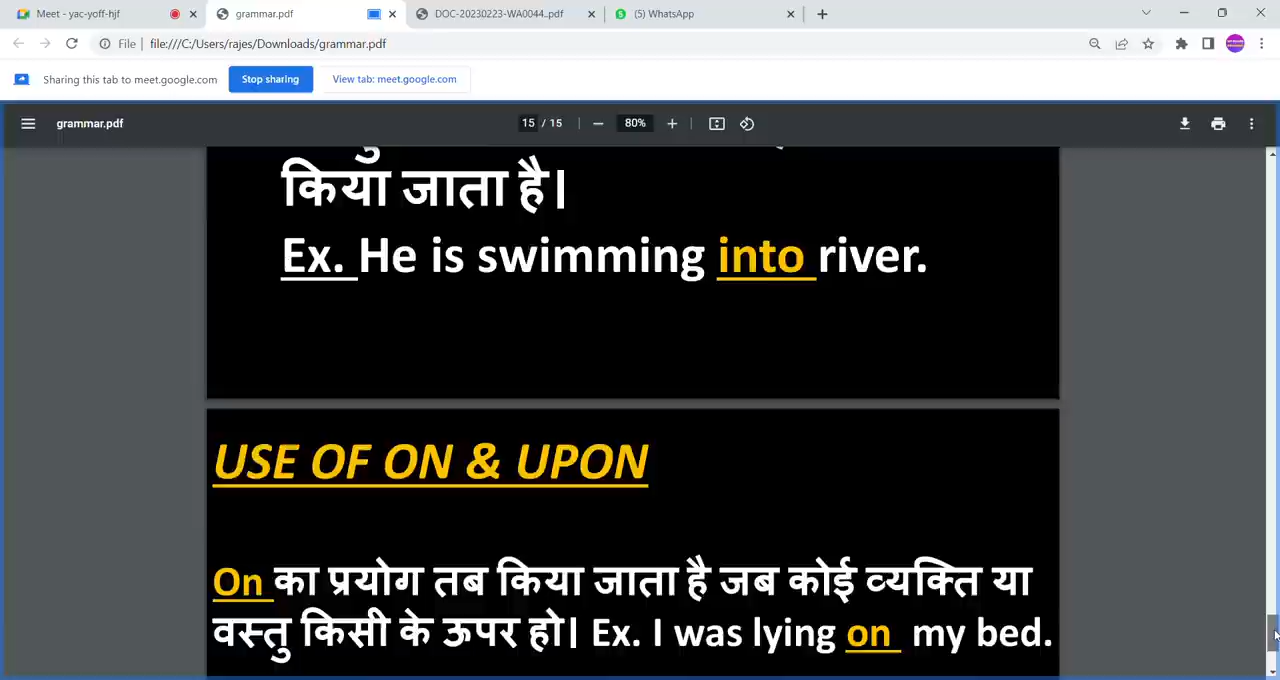 Meet - yac-yoff-hjf
grammar.pdf
DOC-20230223-WA0044..pdf
(5) WhatsApp
File
file:///C:/Users/rajes/Downloads/grammar.pdf
Sharing this tab to meet.google.com
Stop sharing
View tab: meet.google.com
grammar.pdf
15 / 15
80%
किया जाता है।
Ex. He is swimming into river.
USE OF ON & UPON
On का प्रयोग तब किया जाता है जब कोई व्यक्ति या
वस्तु किसी के ऊपर हो। Ex. I was lying on my bed.